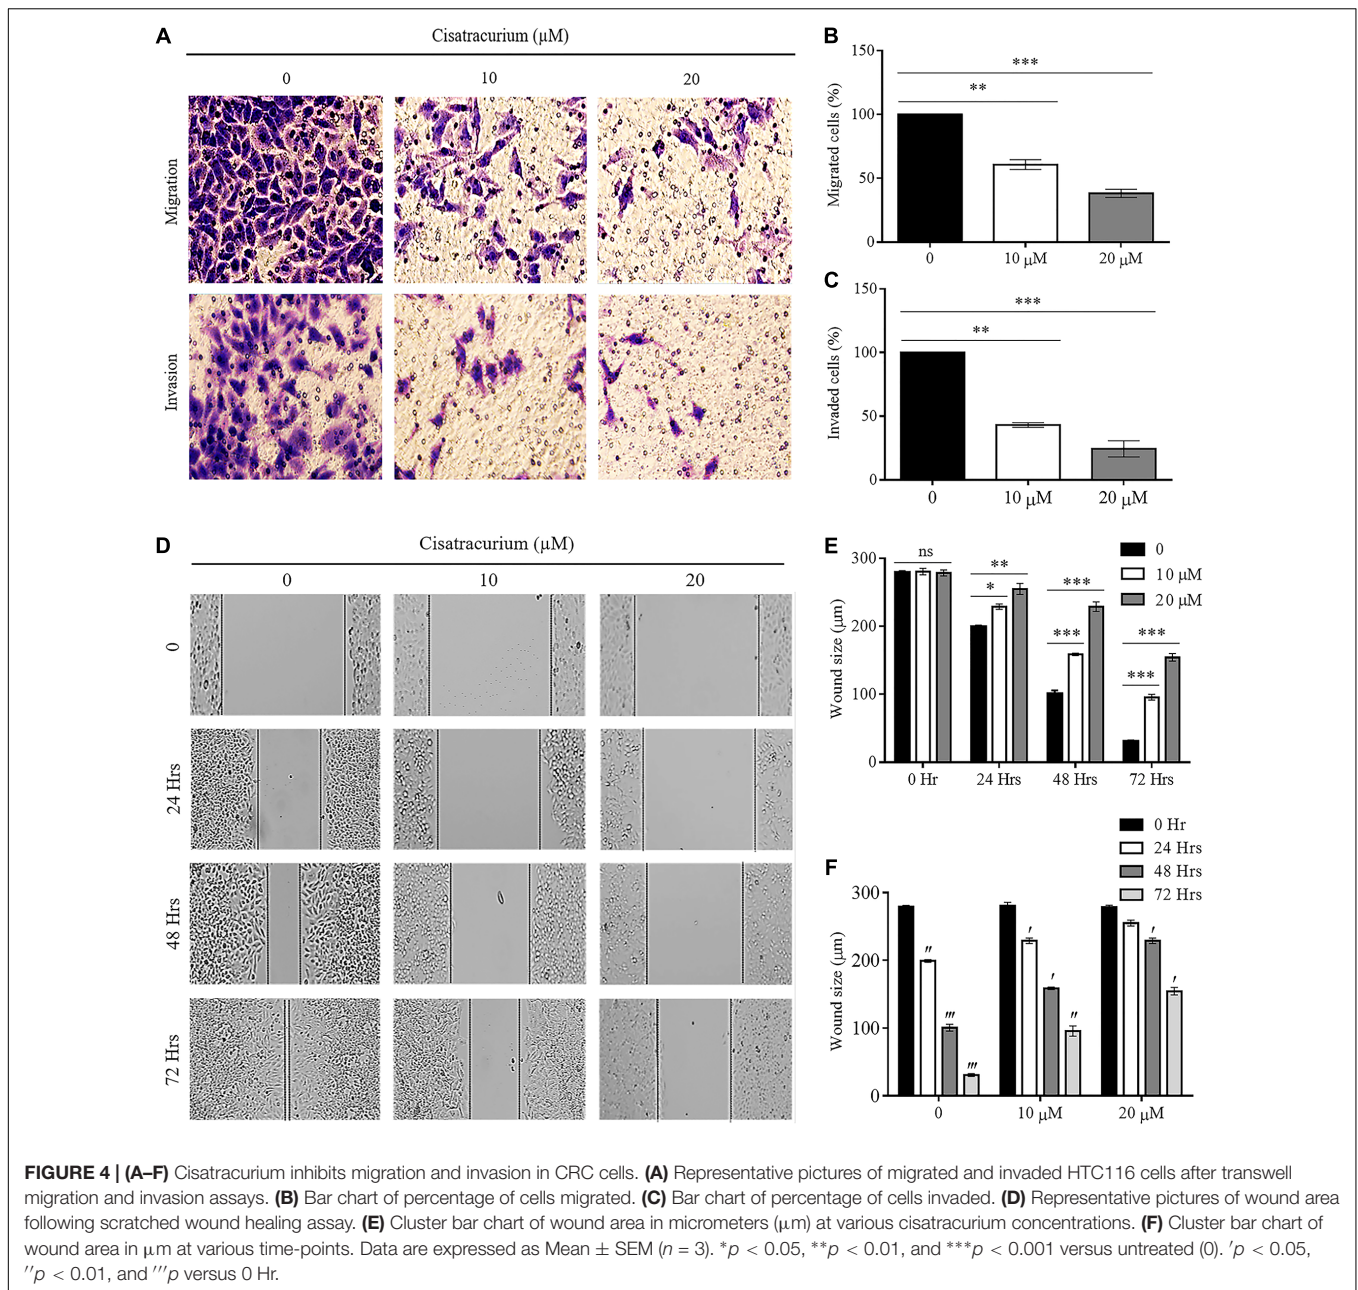 A
Cisatracurium (µM)
0 10 20
Migration
Invasion
B
Migrated cells (%)
150
100
50
0
***
**
0 10 µM 20 µM
C
Invaded cells (%)
150
100
50
0
***
**
0 10 µM 20 µM
D
Cisatracurium (µM)
0 10 20
0
24 Hrs
48 Hrs
72 Hrs
E
0
10 µM
20 µM
Wound size (µm)
300
200
100
0
ns
**
*
***
***
***
***
0 Hr 24 Hrs 48 Hrs 72 Hrs
F
0 Hr
24 Hrs
48 Hrs
72 Hrs
Wound size (µm)
300
200
100
0
′′ ′′′ ′′′
′ ′ ′′
′ ′
0 10 µM 20 µM
FIGURE 4 | (A–F) Cisatracurium inhibits migration and invasion in CRC cells. (A) Representative pictures of migrated and invaded HTC116 cells after transwell
migration and invasion assays. (B) Bar chart of percentage of cells migrated. (C) Bar chart of percentage of cells invaded. (D) Representative pictures of wound area
following scratched wound healing assay. (E) Cluster bar chart of wound area in micrometers (µm) at various cisatracurium concentrations. (F) Cluster bar chart of
wound area in µm at various time-points. Data are expressed as Mean ± SEM (n = 3). *p < 0.05, **p < 0.01, and ***p < 0.001 versus untreated (0). ′p < 0.05,
′′p < 0.01, and ′′′p versus 0 Hr.